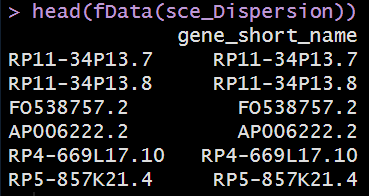 > head(fData(sce_Dispersion))
gene_short_name
RP11-34P13.7 RP11-34P13.7
RP11-34P13.8 RP11-34P13.8
FO538757.2 FO538757.2
AP006222.2 AP006222.2
RP4-669L17.10 RP4-669L17.10
RP5-857K21.4 RP5-857K21.4